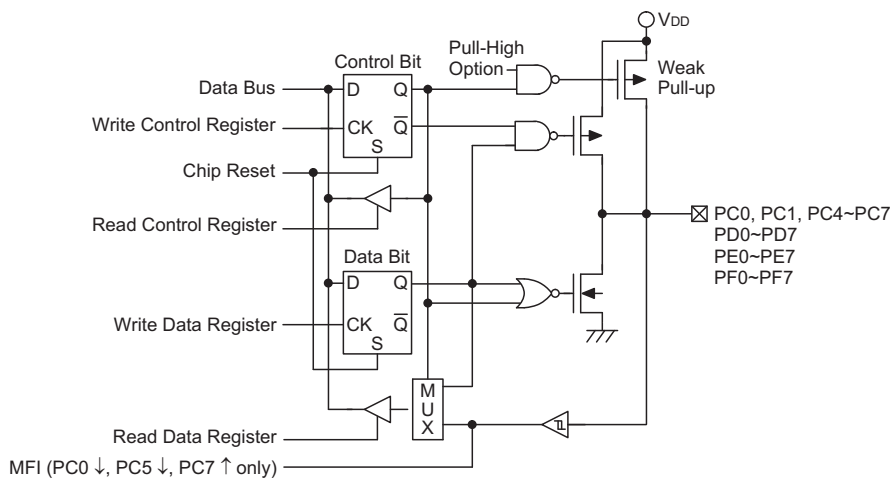 VDD
Pull-High
Option
Weak
Pull-up
Control Bit
Data Bus
D
Q
Write Control Register
CK
Q
S
Chip Reset
Read Control Register
PC0, PC1, PC4~PC7
PD0~PD7
PE0~PE7
PF0~PF7
Data Bit
D
Q
Write Data Register
CK
Q
S
M
U
X
Read Data Register
MFI (PC0 ↓, PC5 ↓, PC7 ↑ only)